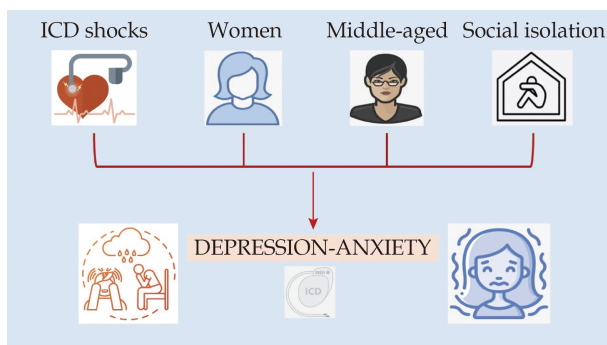 ICD shocks
Women
Middle-aged
Social isolation
DEPRESSION-ANXIETY
ICD